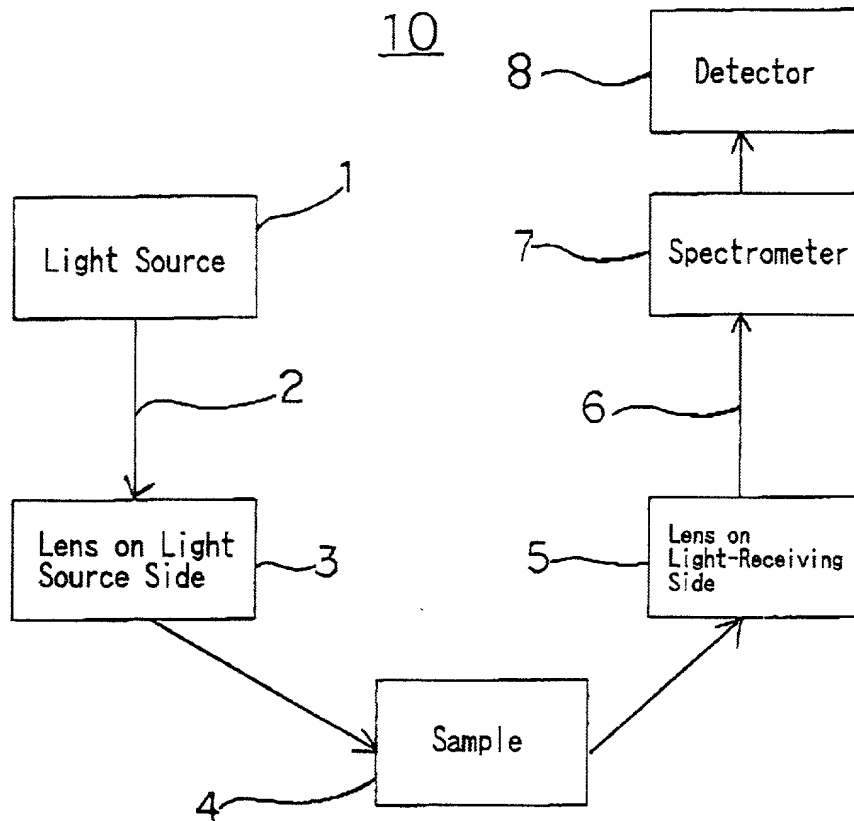 10
8
Detector
1
Light Source
7
Spectrometer
2
6
Lens on Light
Source Side
3
5
Lens on
Light-Receiving
Side
Sample
4